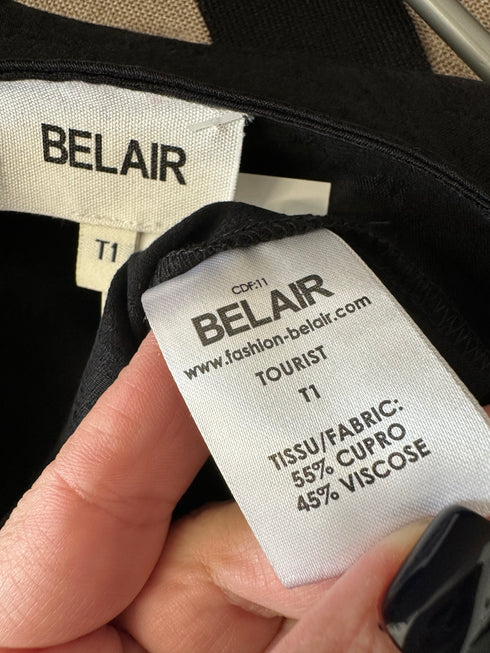 BELAIR
T1
CDF:11
BELAIR
www.fashion-belair.com
TOURIST
T1
TISSU/FABRIC:
55% CUPRO
45% VISCOSE